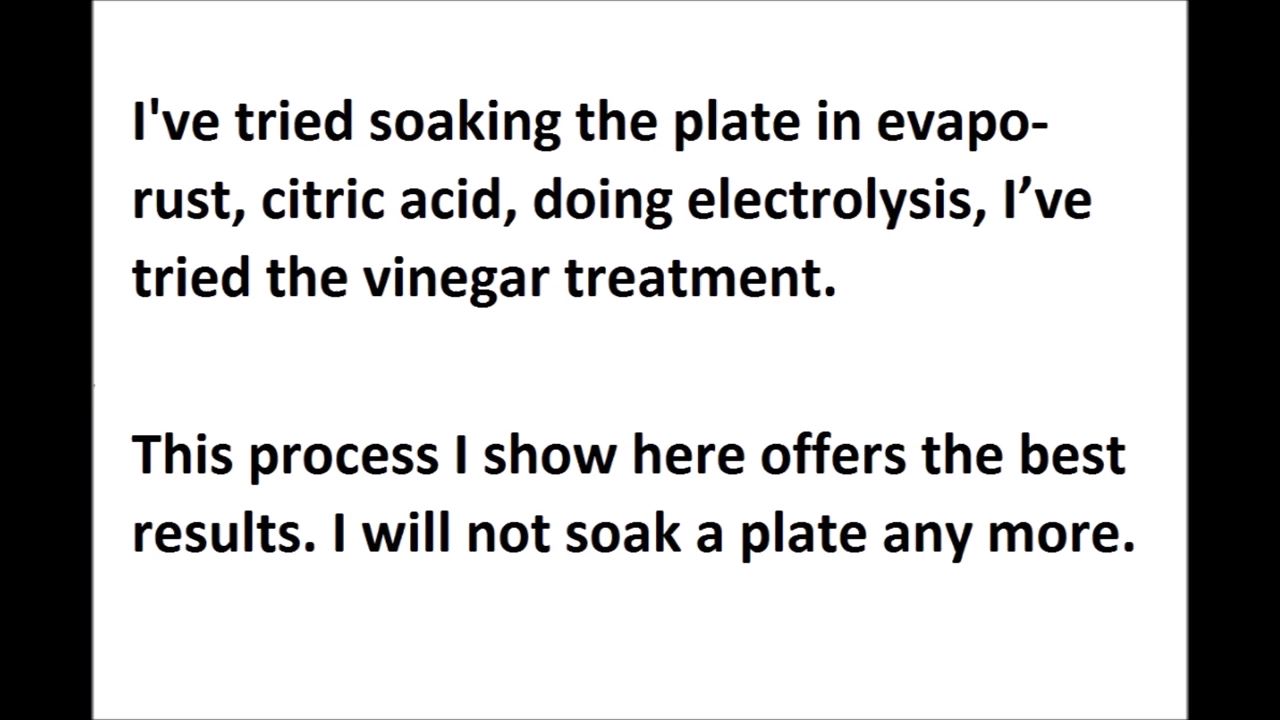 I've tried soaking the plate in evapo-
rust, citric acid, doing electrolysis, I’ve
tried the vinegar treatment.
This process I show here offers the best
results. I will not soak a plate any more.